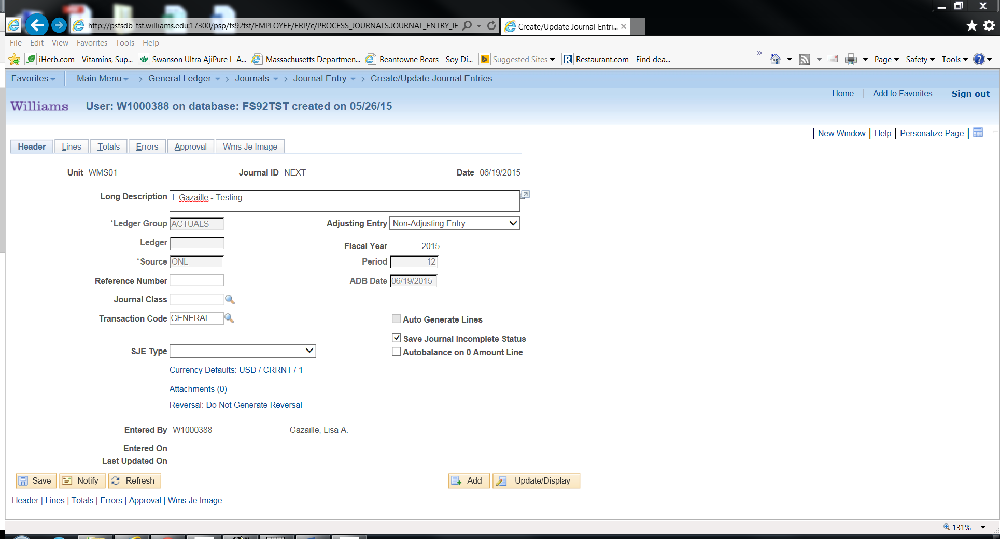 http://psfsdb-tst.williams.edu:17300/psp/fs92tst/EMPLOYEE/ERP/c/PROCESS_JOURNALS.JOURNAL_ENTRY_IE
Create/Update Journal Entri...
File Edit View Favorites Tools Help
iHerb.com - Vitamins, Sup... Swanson Ultra AjiPure L-A... Massachusetts Departmen... Beantowne Bears - Soy Di... Suggested Sites Restaurant.com - Find dea... » Page Safety Tools
Favorites Main Menu > General Ledger > Journals > Journal Entry > Create/Update Journal Entries
Home Add to Favorites Sign out
Williams User: W1000388 on database: FS92TST created on 05/26/15
| New Window | Help | Personalize Page |
Header Lines Totals Errors Approval Wms Je Image
Unit WMS01 Journal ID NEXT Date 06/19/2015
Long Description L Gazaille - Testing
*Ledger Group ACTUALS Adjusting Entry Non-Adjusting Entry
Ledger Fiscal Year 2015
*Source ONL Period 12
Reference Number ADB Date 06/19/2015
Journal Class
Transaction Code GENERAL Auto Generate Lines
Save Journal Incomplete Status
SJE Type Autobalance on 0 Amount Line
Currency Defaults: USD / CRRNT / 1
Attachments (0)
Reversal: Do Not Generate Reversal
Entered By W1000388 Gazaille, Lisa A.
Entered On
Last Updated On
Save Notify Refresh Add Update/Display
Header | Lines | Totals | Errors | Approval | Wms Je Image
131%